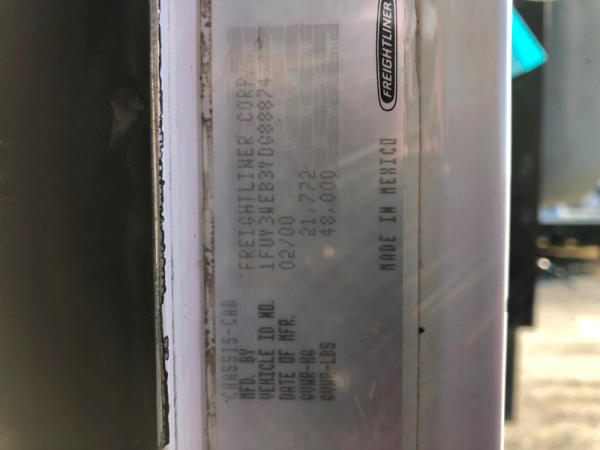 FREIGHTLINER
CHASSIS-CAB
MFD. BY FREIGHTLINER CORP.
VEHICLE ID NO. 1FUY3WEB3YDG88874
DATE OF MFR. 02/00
GVWR-KG 21,772
GVWR-LBS 48,000
MADE IN MEXICO